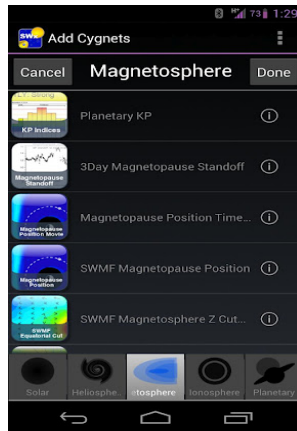 73 1:29
SW
Add Cygnets
Cancel
Magnetosphere
Done
KP Indices
Planetary KP
Magnetopause
Standoff
3Day Magnetopause Standoff
Magnetopause
Position Movie
Magnetopause Position Time...
Magnetopause
Position
SWMF Magnetopause Position
SWMF
Equatorial Cut
SWMF Magnetosphere Z Cut...
Solar
Heliosphe..
etosphere
Ionosphere
Planetary